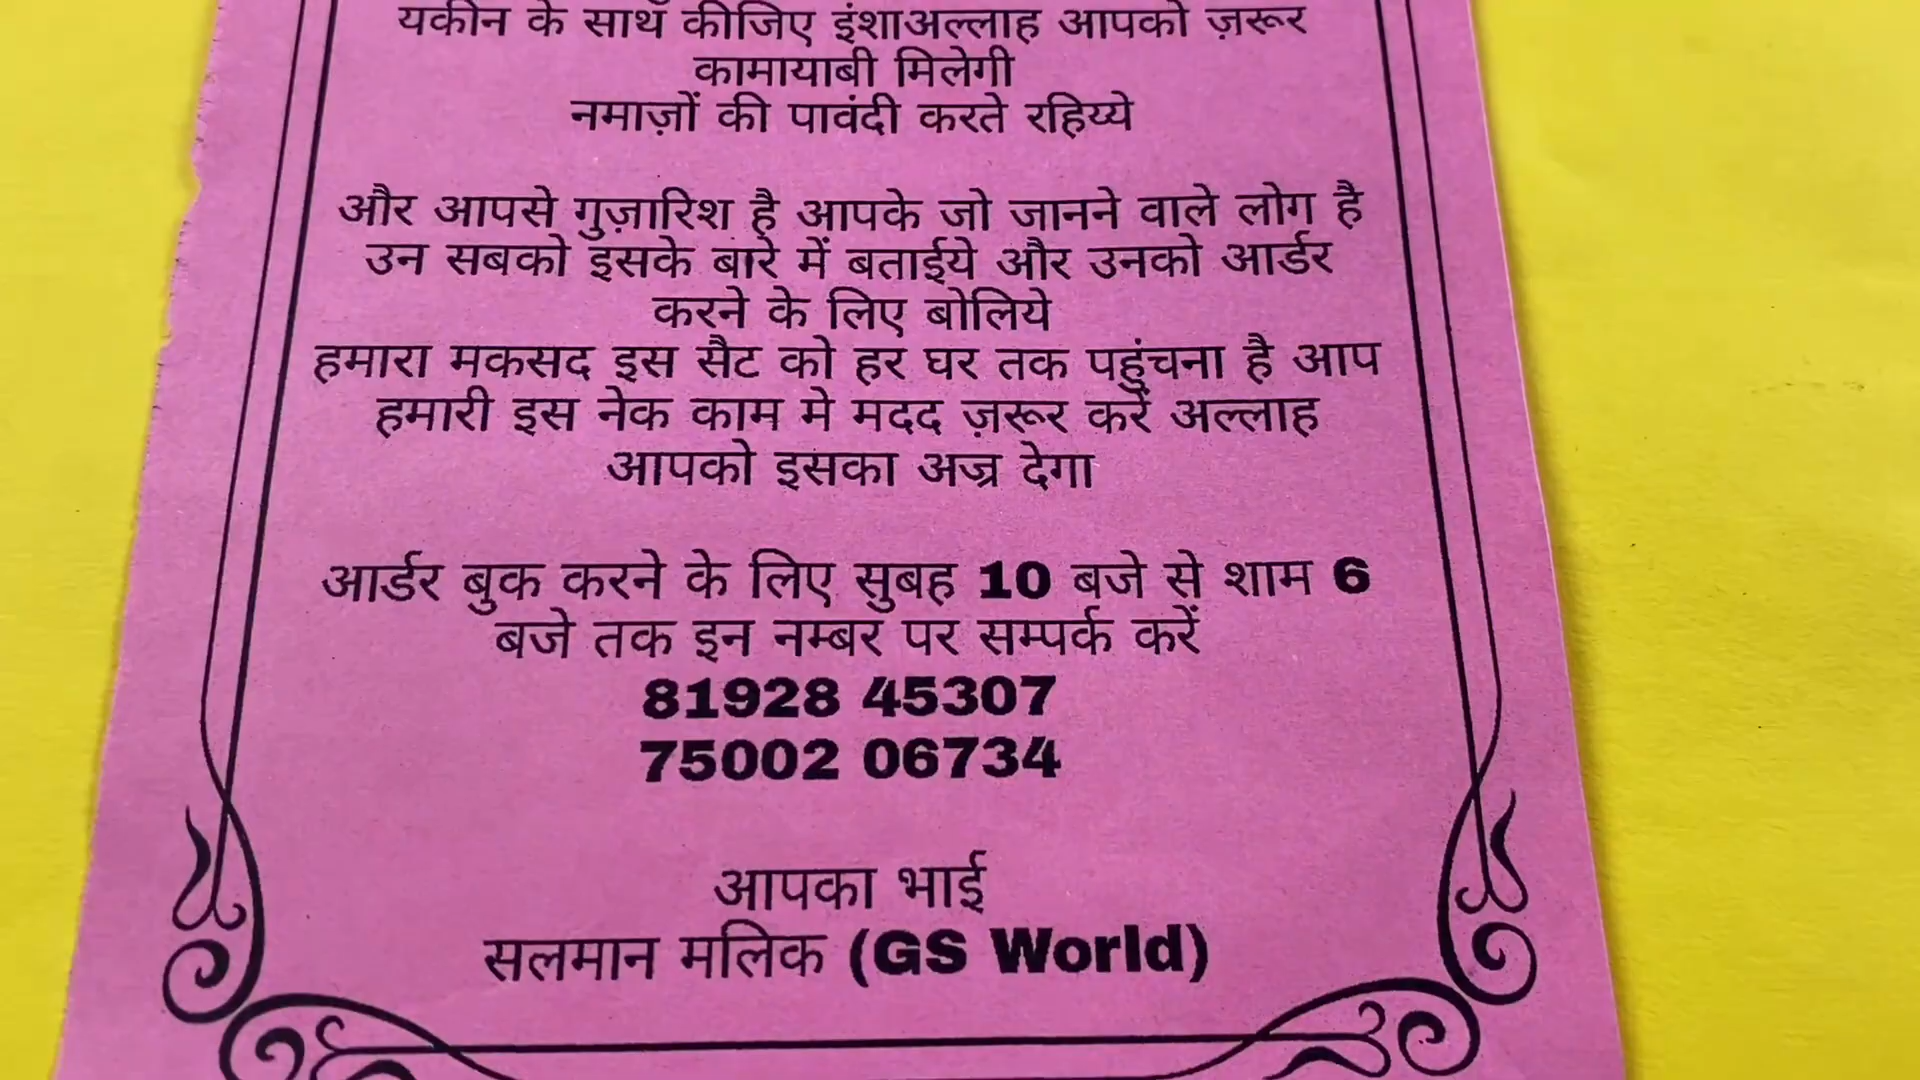 यकीन के साथ कीजिए इंशाअल्लाह आपको ज़रूर
कामायाबी मिलेगी
नमाज़ों की पावंदी करते रहिय्ये
और आपसे गुज़ारिश है आपके जो जानने वाले लोग है
उन सबको इसके बारे में बताईये और उनको आर्डर
करने के लिए बोलिये
हमारा मकसद इस सैट को हर घर तक पहुंचना है आप
हमारी इस नेक काम मे मदद ज़रूर करें अल्लाह
आपको इसका अज्र देगा
आर्डर बुक करने के लिए सुबह 10 बजे से शाम 6
बजे तक इन नम्बर पर सम्पर्क करें
81928 45307
75002 06734
आपका भाई
सलमान मलिक (GS World)